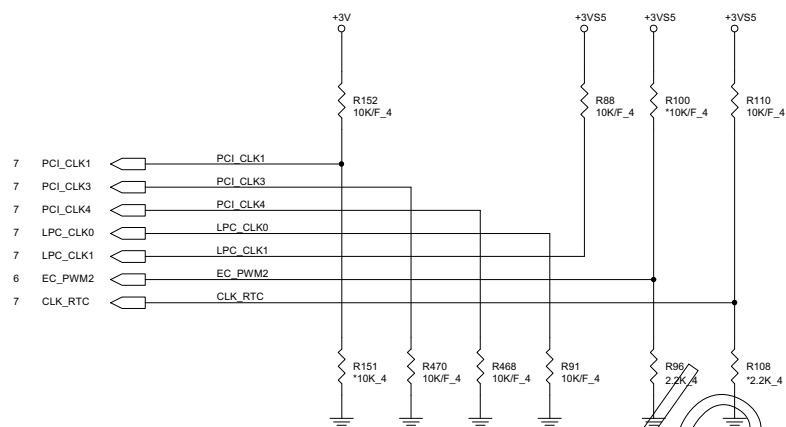 +3V +3VS5 +3VS5 +3VS5
R152 R88 R100 R110
10K/F_4 10K/F_4 *10K/F_4 10K/F_4
7 PCI_CLK1 PCI_CLK1
7 PCI_CLK3 PCI_CLK3
7 PCI_CLK4 PCI_CLK4
7 LPC_CLK0 LPC_CLK0
7 LPC_CLK1 LPC_CLK1
6 EC_PWM2 EC_PWM2
7 CLK_RTC CLK_RTC
R151 R470 R468 R91 R96 R108
*10K_4 10K/F_4 10K/F_4 10K/F_4 2.2K_4 *2.2K_4